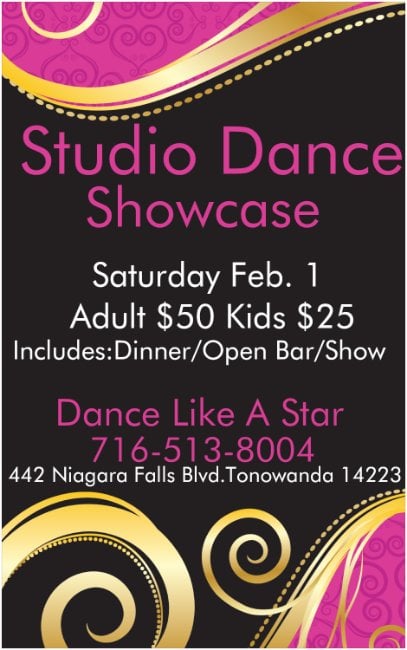 Studio Dance
Showcase
Saturday Feb. 1
Adult $50 Kids $25
Includes:Dinner/Open Bar/Show
Dance Like A Star
716-513-8004
442 Niagara Falls Blvd.Tonowanda 14223